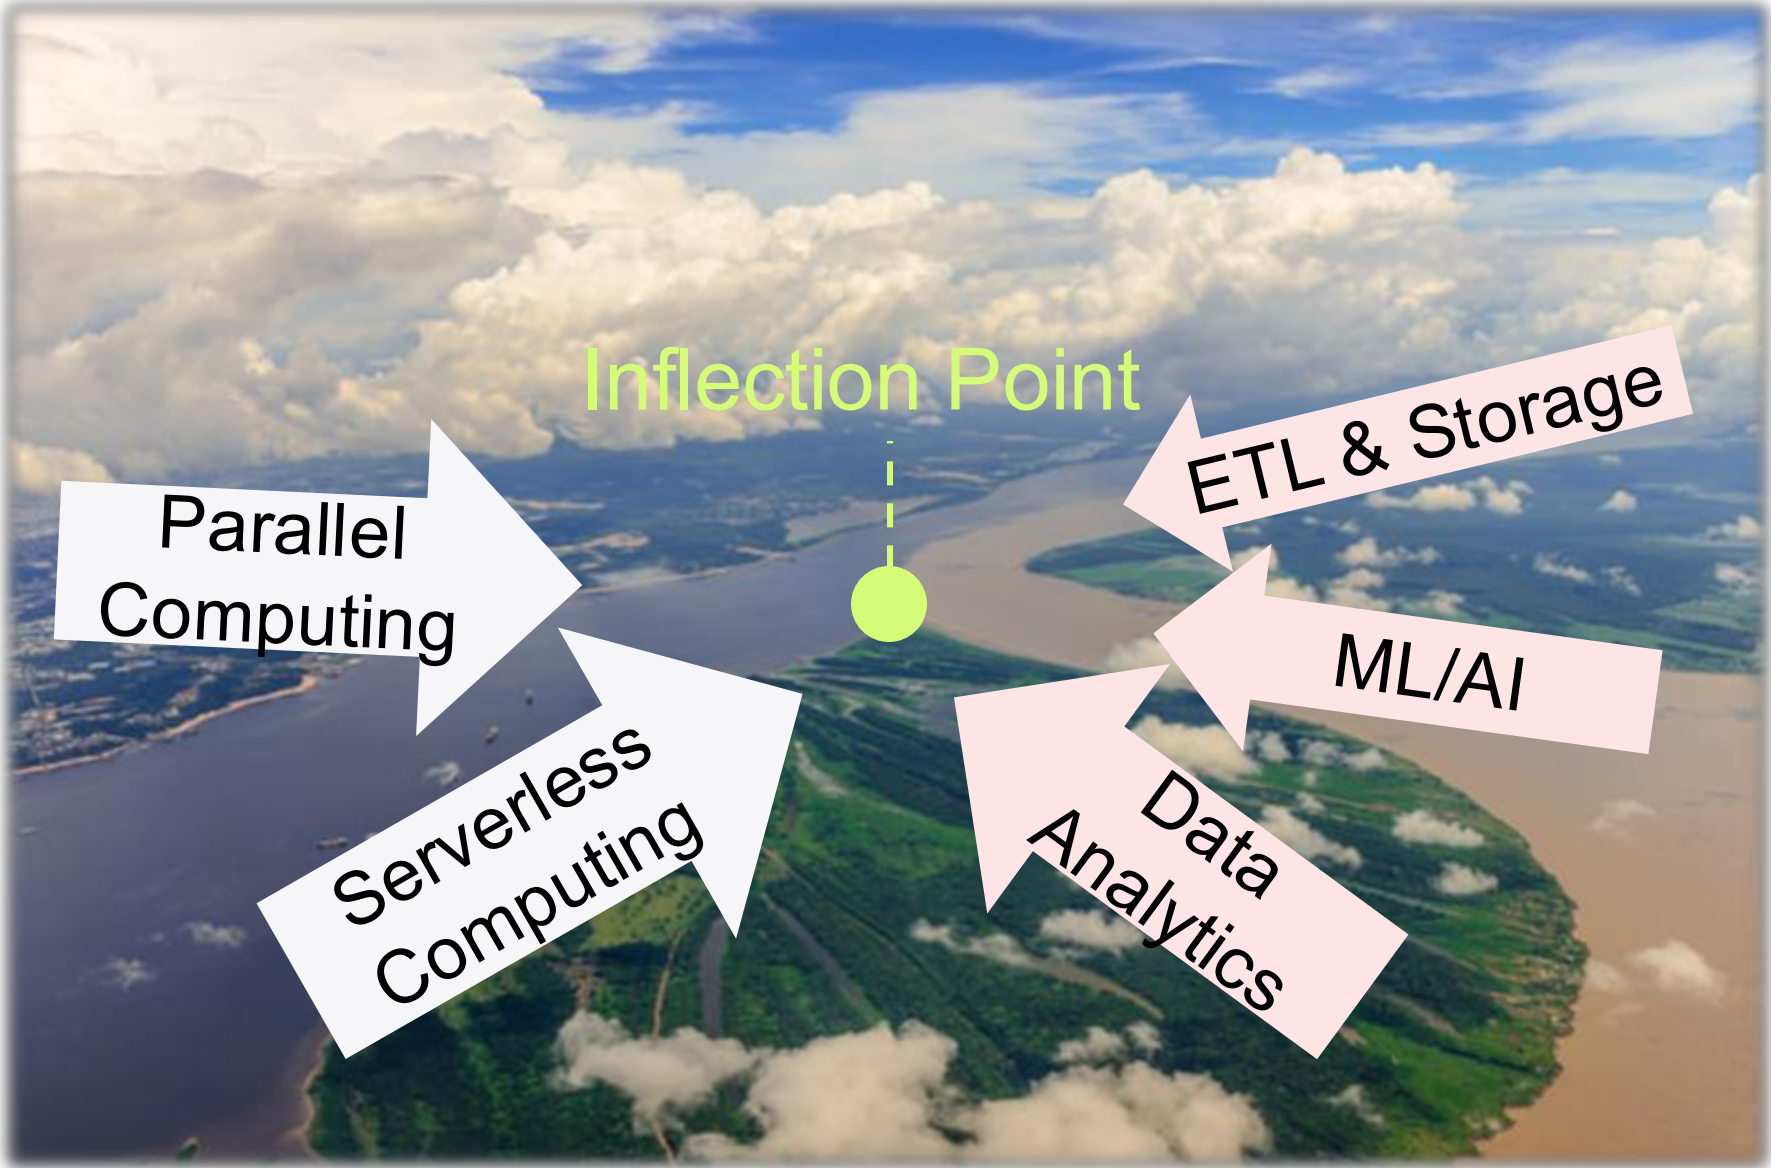 Inflection Point
Parallel
Computing
Serverless
Computing
ETL & Storage
ML/AI
Data
Analytics